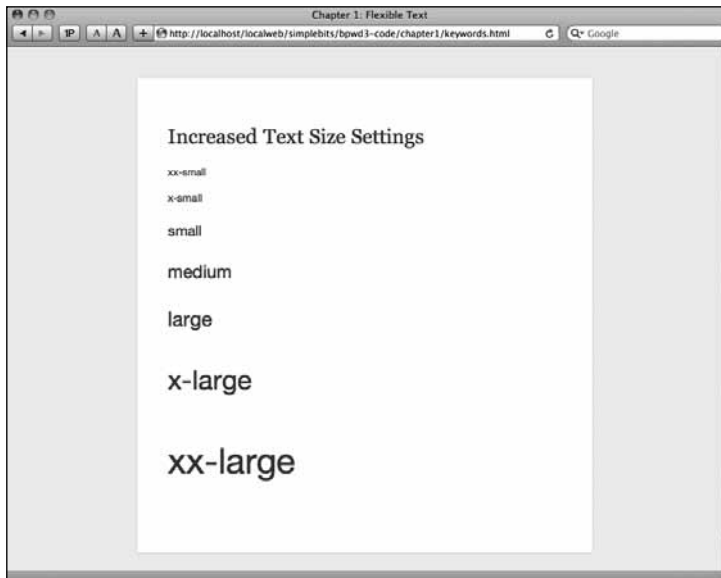 Chapter 1: Flexible Text
1P A A + http://localhost/localweb/simplebits/bpwd3-code/chapter1/keywords.html Google
Increased Text Size Settings
xx-small
x-small
small
medium
large
x-large
xx-large